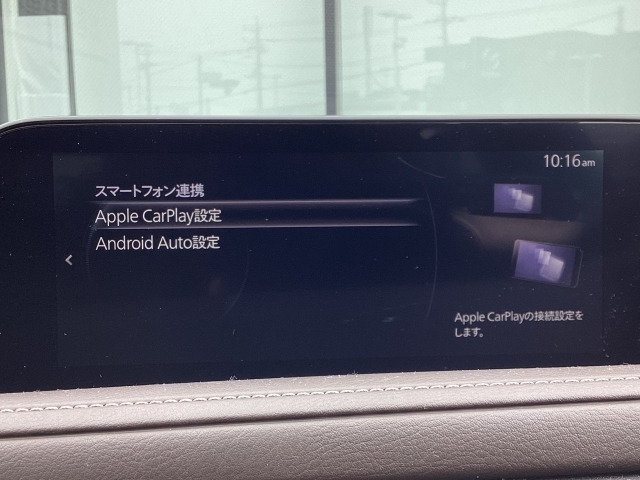 10:16am
スマートフォン連携
Apple CarPlay設定
Android Auto設定
Apple CarPlayの接続設定を
します。